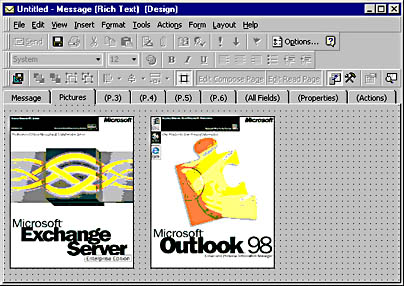 Untitled - Message (Rich Text) (Design)
File Edit View Insert Format Tools Actions Form Layout Help
Send Options...
System 12 B I U
Edit Compose Page Edit Read Page
Message Pictures (P.3) (P.4) (P.5) (P.6) (All Fields) (Properties) (Actions)
Microsoft Microsoft
Microsoft
Exchange
Server
Enterprise Edition
Microsoft
Outlook 98